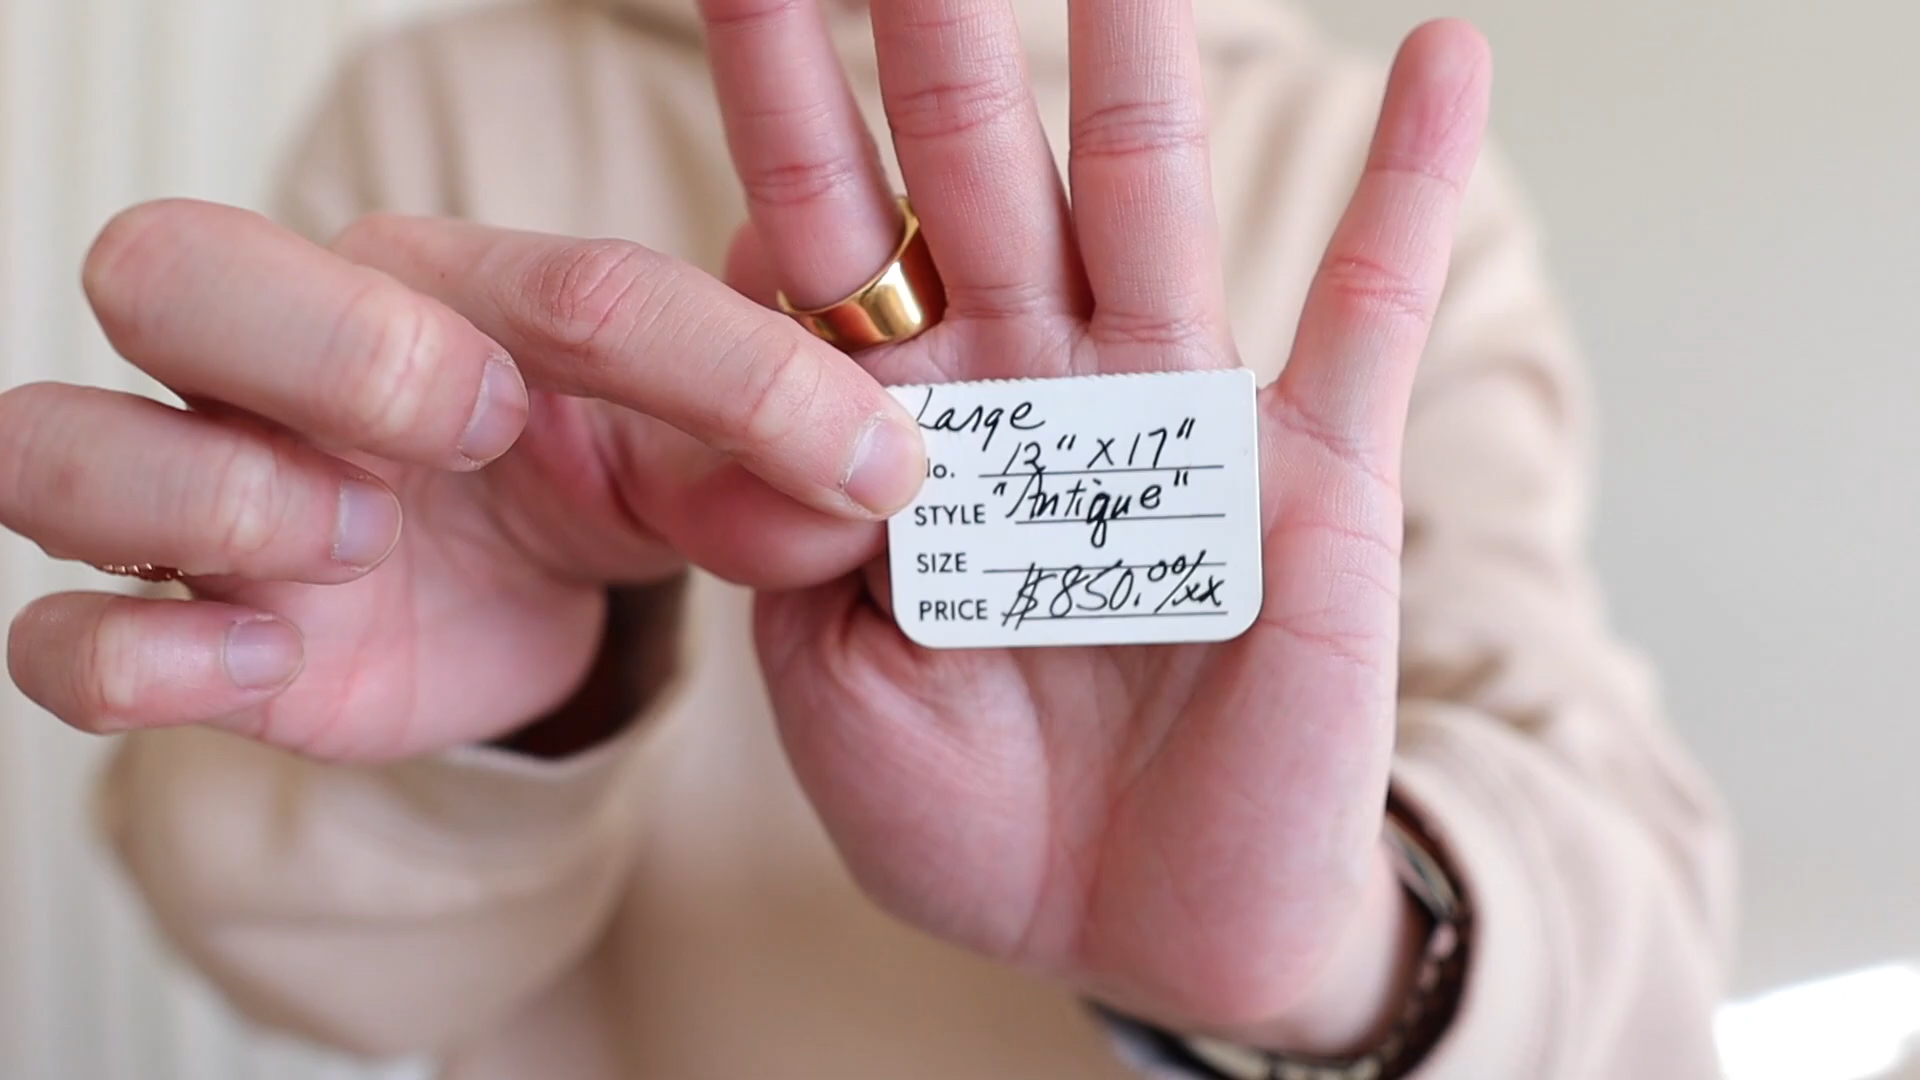 Large
No. 12" X 17"
STYLE "Antique"
SIZE
PRICE $850.00/xx